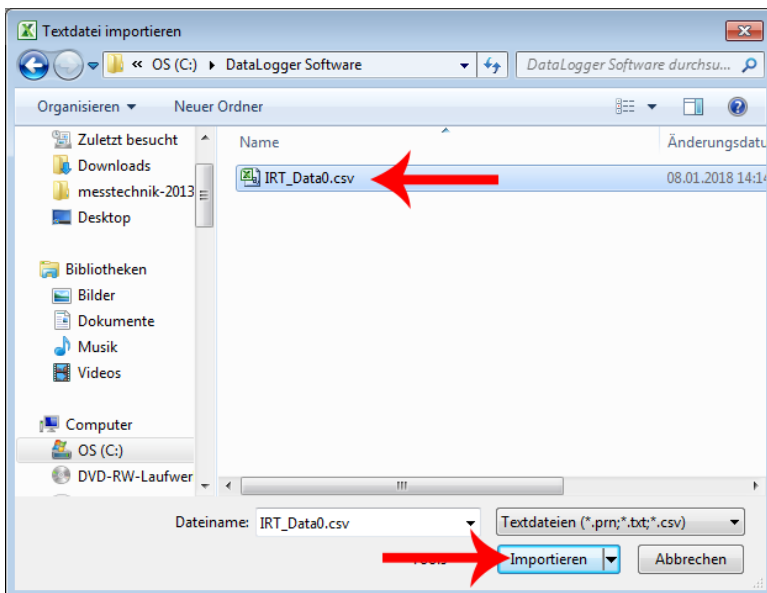 Textdatei importieren
« OS (C:) DataLogger Software
DataLogger Software durchsu...
Organisieren Neuer Ordner
Name Änderungsdatu
Zuletzt besucht
Downloads
IRT_Data0.csv 08.01.2018 14:14
messtechnik-2013
Desktop
Bibliotheken
Bilder
Dokumente
Musik
Videos
Computer
OS (C:)
DVD-RW-Laufwer
Dateiname: IRT_Data0.csv Textdateien (*.prn;*.txt;*.csv)
Importieren Abbrechen